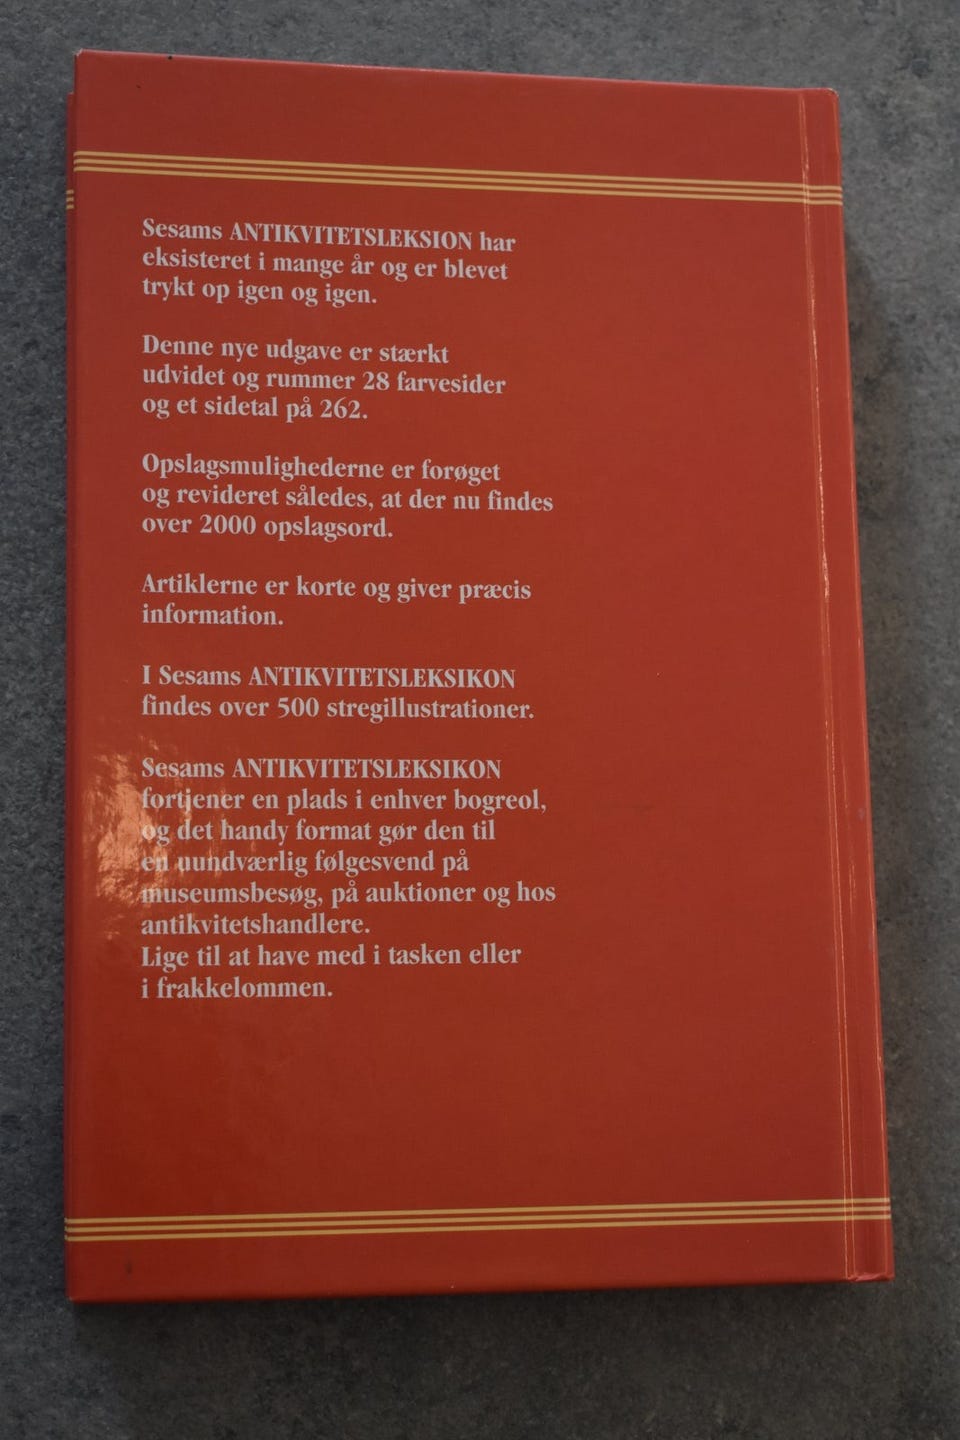 Sesams ANTIKVITETSLEKSION har
eksisteret i mange år og er blevet
trykt op igen og igen.
Denne nye udgave er stærkt
udvidet og rummer 28 farvesider
og et sidetal på 262.
Opslagsmulighederne er forøget
og revideret således, at der nu findes
over 2000 opslagsord.
Artiklerne er korte og giver præcis
information.
I Sesams ANTIKVITETSLEKSIKON
findes over 500 stregillustrationer.
Sesams ANTIKVITETSLEKSIKON
fortjener en plads i enhver bogreol,
og det handy format gør den til
en uundværlig følgesvend på
museumsbesøg, på auktioner og hos
antikvitetshandlere.
Lige til at have med i tasken eller
i frakkelommen.